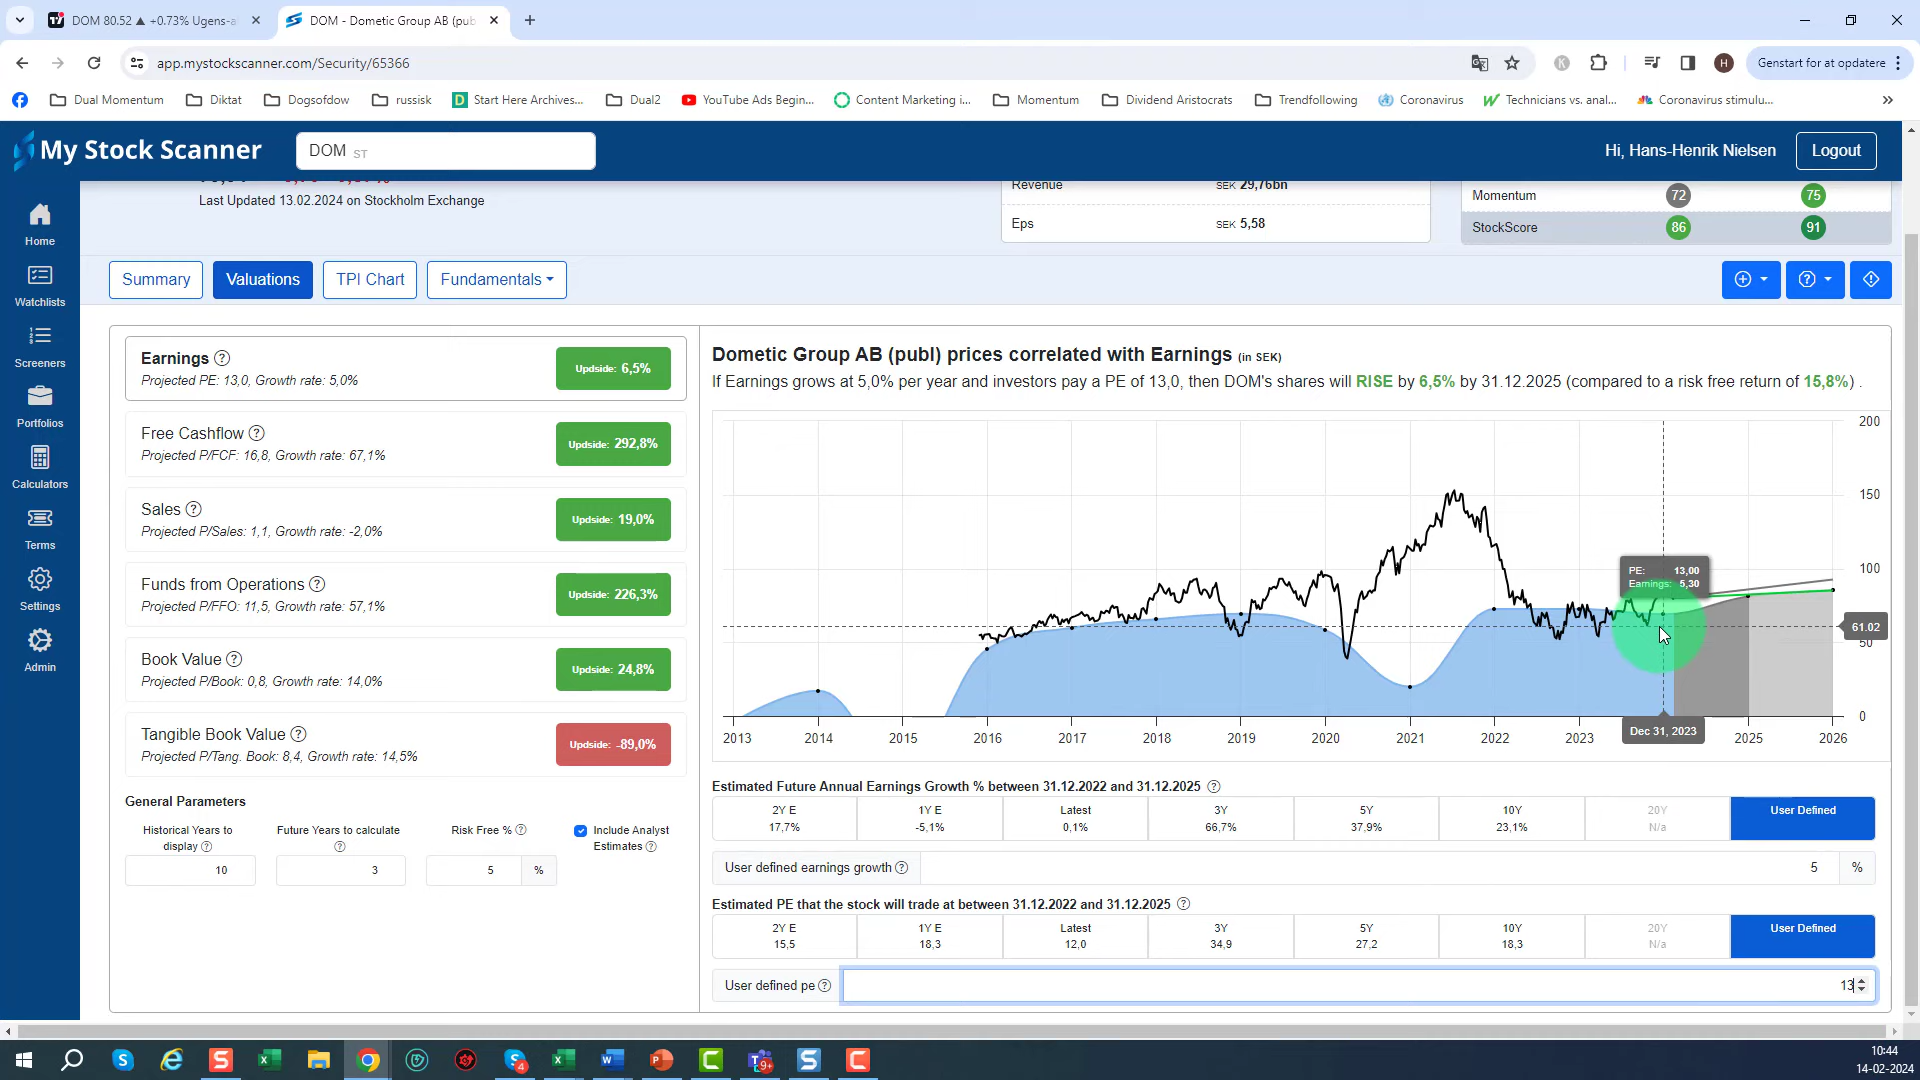 DOM 80.52 ▲ +0.73% Ugens-a
DOM - Dometic Group AB (pub
app.mystockscanner.com/Security/65366
H
Genstart for at opdatere
Dual Momentum
Diktat
Dogsofdow
russisk
Start Here Archives...
Dual2
YouTube Ads Begin...
Content Marketing i...
Momentum
Dividend Aristocrats
Trendfollowing
Coronavirus
Technicians vs. anal...
Coronavirus stimulu...
My Stock Scanner
DOM ST
Hi, Hans-Henrik Nielsen
Logout
Home
Watchlists
Screeners
Portfolios
Calculators
Terms
Settings
Admin
Last Updated 13.02.2024 on Stockholm Exchange
Revenue SEK 29,76bn
Eps SEK 5,58
Momentum 72 75
StockScore 86 91
Summary
Valuations
TPI Chart
Fundamentals
Earnings
Projected PE: 13,0, Growth rate: 5,0%
Updside: 6,5%
Free Cashflow
Projected P/FCF: 16,8, Growth rate: 67,1%
Updside: 292,8%
Sales
Projected P/Sales: 1,1, Growth rate: -2,0%
Updside: 19,0%
Funds from Operations
Projected P/FFO: 11,5, Growth rate: 57,1%
Updside: 226,3%
Book Value
Projected P/Book: 0,8, Growth rate: 14,0%
Updside: 24,8%
Tangible Book Value
Projected P/Tang. Book: 8,4, Growth rate: 14,5%
Updside: -89,0%
General Parameters
Historical Years to
display
10
Future Years to calculate
3
Risk Free %
5 %
Include Analyst
Estimates
Dometic Group AB (publ) prices correlated with Earnings (in SEK)
If Earnings grows at 5,0% per year and investors pay a PE of 13,0, then DOM's shares will RISE by 6,5% by 31.12.2025 (compared to a risk free return of 15,8%) .
200
150
100
50
0
PE: 13,00
Earnings: 5,30
61.02
Dec 31, 2023
2013 2014 2015 2016 2017 2018 2019 2020 2021 2022 2023 2025 2026
Estimated Future Annual Earnings Growth % between 31.12.2022 and 31.12.2025
2Y E 1Y E Latest 3Y 5Y 10Y 20Y User Defined
17,7% -5,1% 0,1% 66,7% 37,9% 23,1% N/a
User defined earnings growth 5 %
Estimated PE that the stock will trade at between 31.12.2022 and 31.12.2025
2Y E 1Y E Latest 3Y 5Y 10Y 20Y User Defined
15,5 18,3 12,0 34,9 27,2 18,3 N/a
User defined pe 13
10:44
14-02-2024